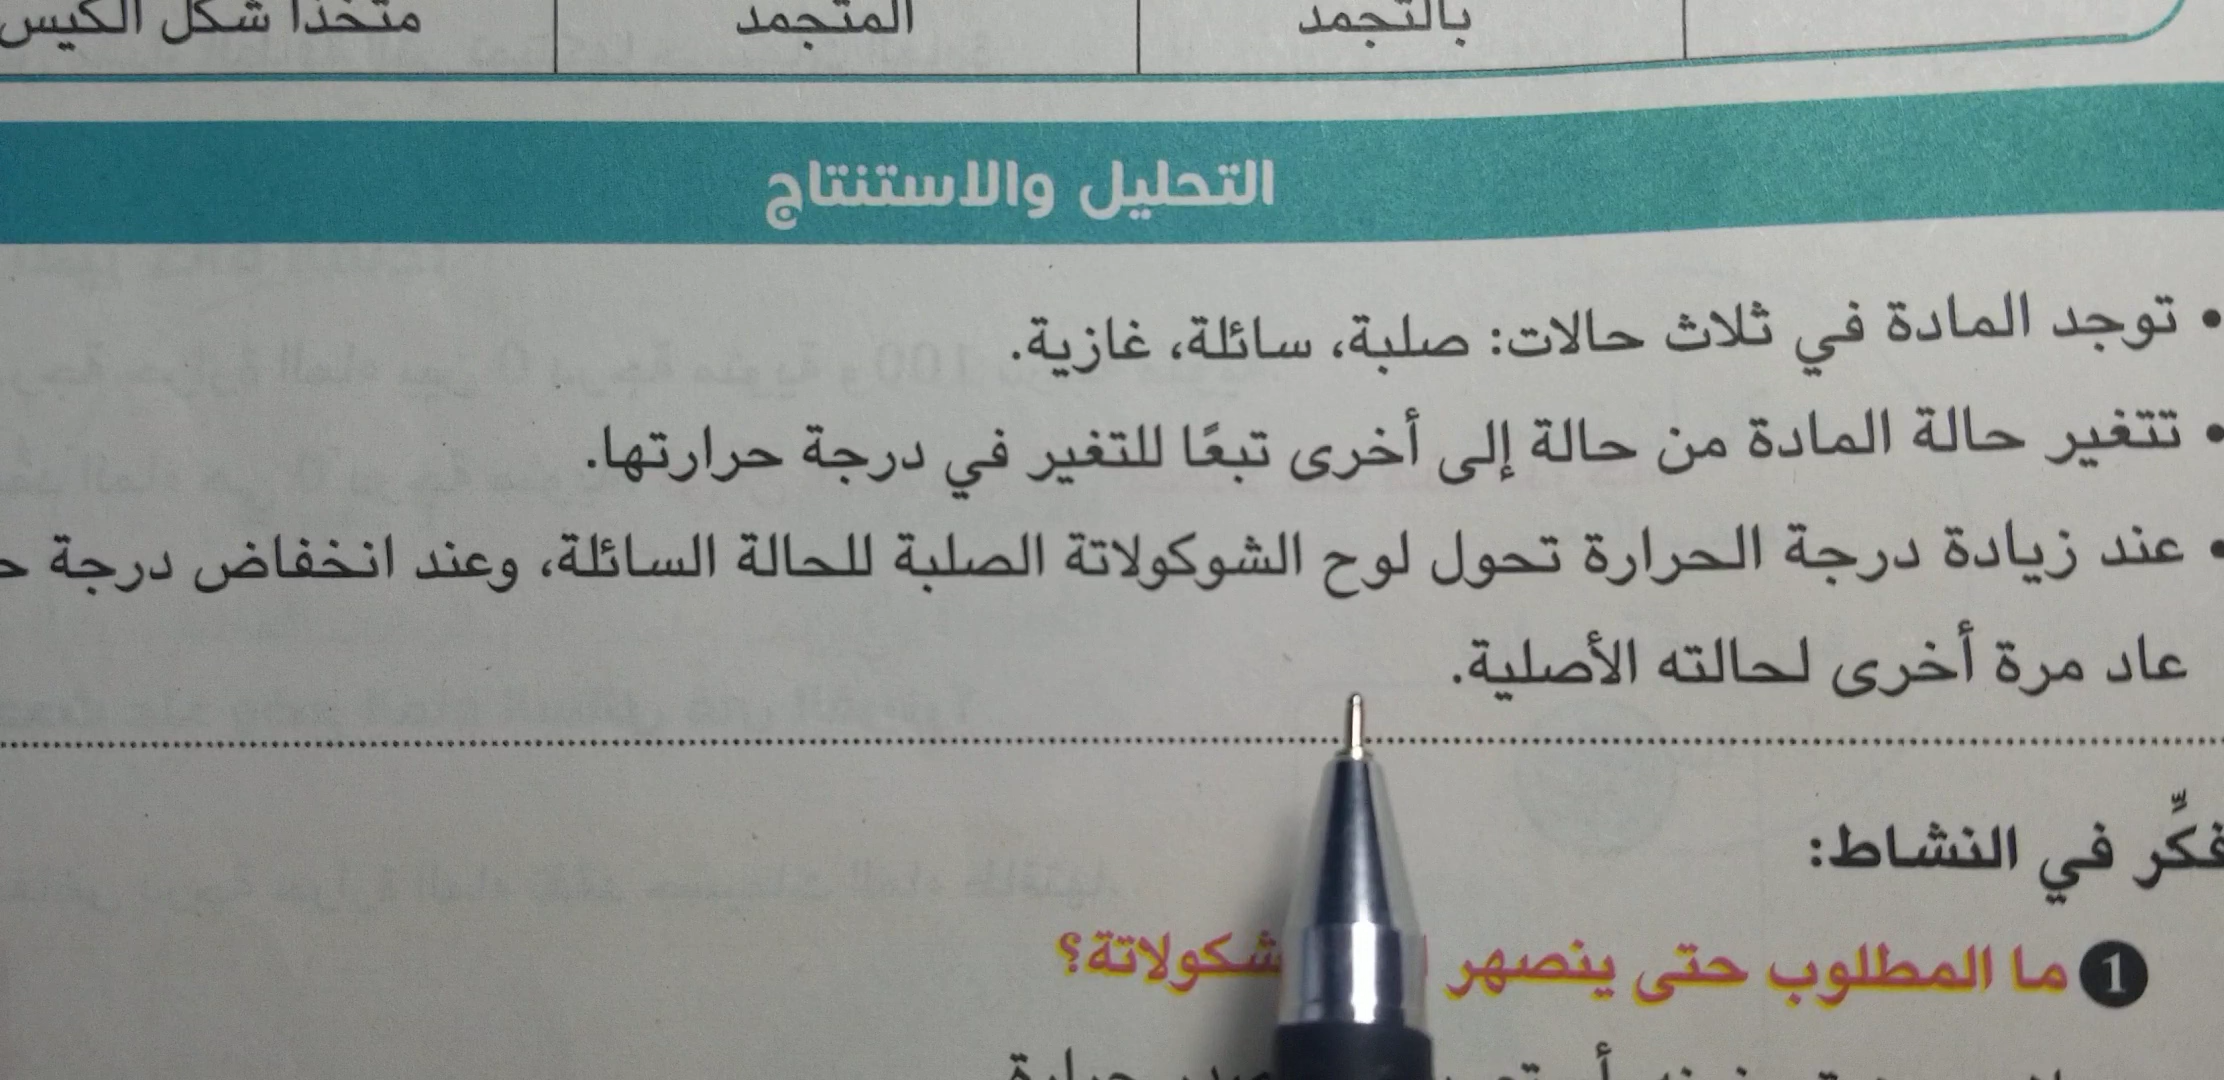 بالتجمد المتجمد متخذًا شكل الكيس
التحليل والاستنتاج
• توجد المادة في ثلاث حالات: صلبة، سائلة، غازية.
• تتغير حالة المادة من حالة إلى أخرى تبعًا للتغير في درجة حرارتها.
• عند زيادة درجة الحرارة تحول لوح الشوكولاتة الصلبة للحالة السائلة، وعند انخفاض درجة
عاد مرة أخرى لحالته الأصلية.
فكِّر في النشاط:
1 ما المطلوب حتى ينصهر
حرارة